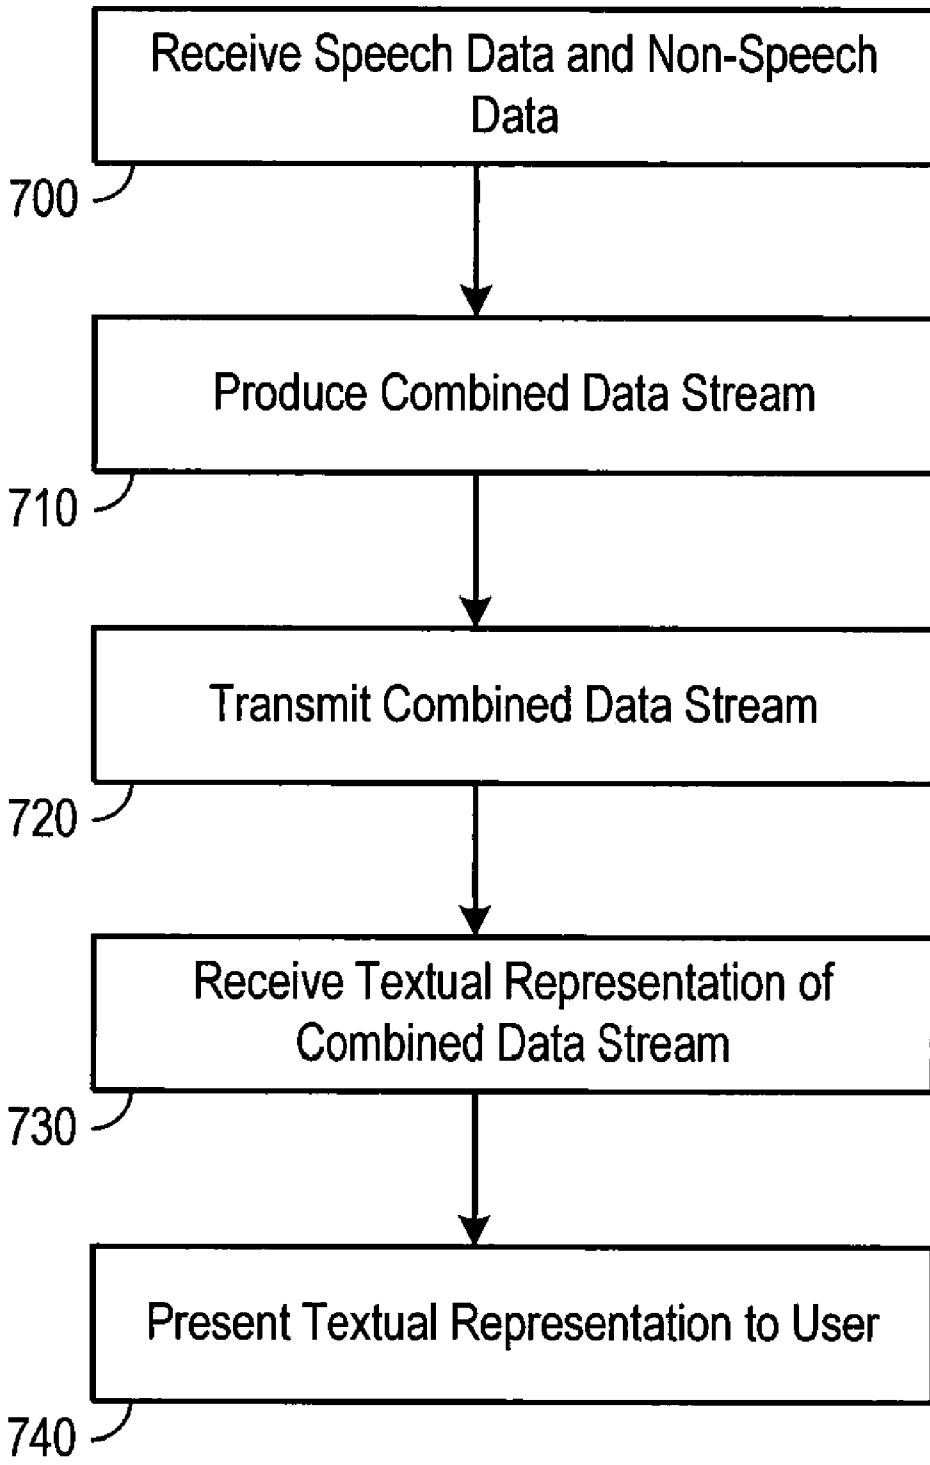 Receive Speech Data and Non-Speech
Data
700
Produce Combined Data Stream
710
Transmit Combined Data Stream
720
Receive Textual Representation of
Combined Data Stream
730
Present Textual Representation to User
740